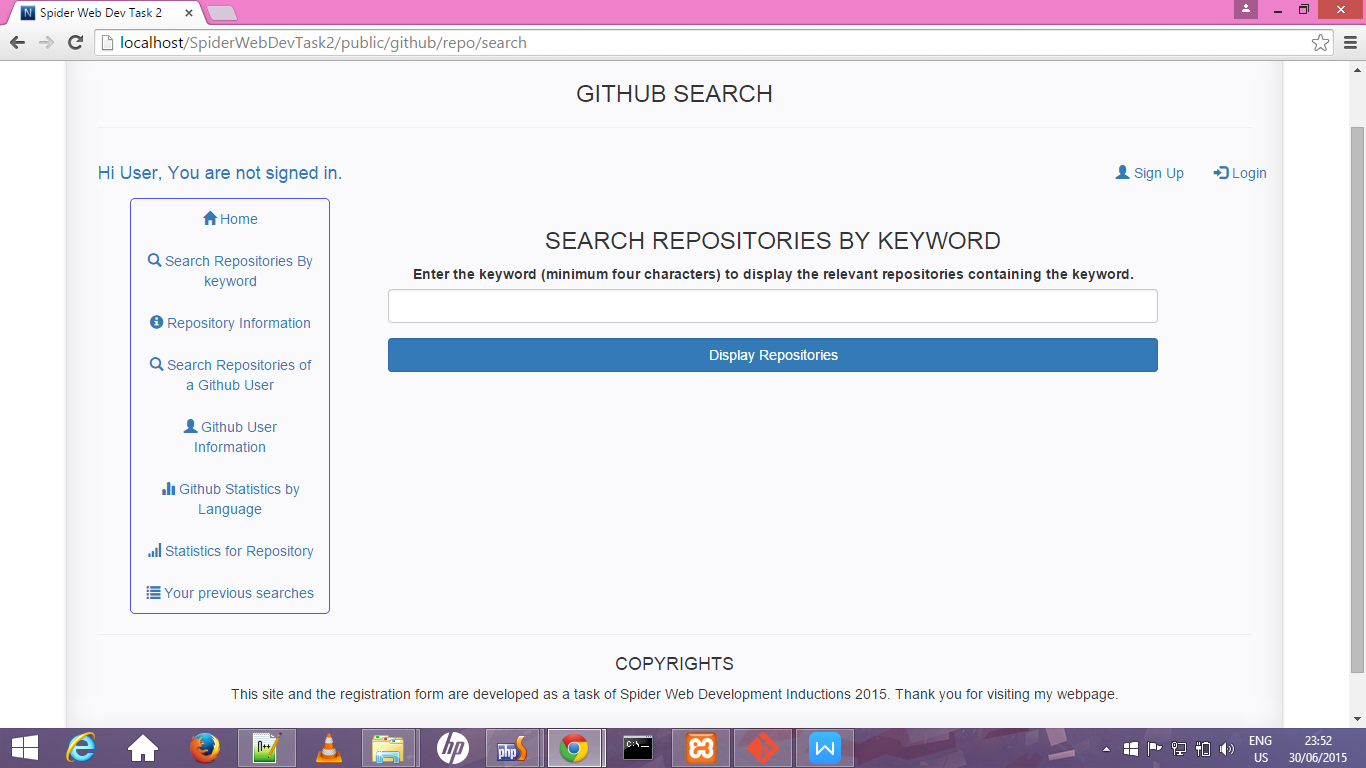 Spider Web Dev Task 2
localhost/SpiderWebDevTask2/public/github/repo/search
GITHUB SEARCH
Hi User, You are not signed in.
Sign Up
Login
Home
Search Repositories By
keyword
Repository Information
Search Repositories of
a Github User
Github User
Information
Github Statistics by
Language
Statistics for Repository
Your previous searches
SEARCH REPOSITORIES BY KEYWORD
Enter the keyword (minimum four characters) to display the relevant repositories containing the keyword.
Display Repositories
COPYRIGHTS
This site and the registration form are developed as a task of Spider Web Development Inductions 2015. Thank you for visiting my webpage.
hp
php
C:\_
ENG
US
23:52
30/06/2015